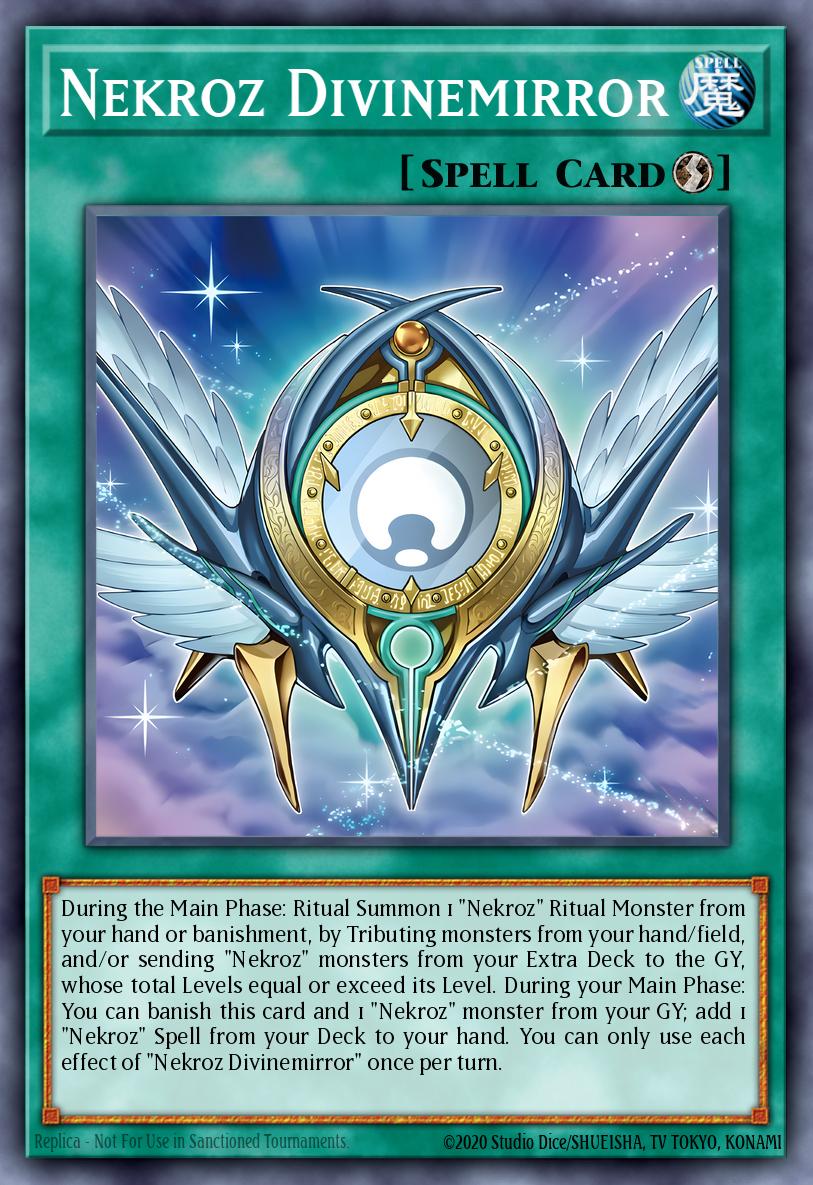 Nekroz Divinemirror
SPELL
魔
[Spell Card]
During the Main Phase: Ritual Summon 1 "Nekroz" Ritual Monster from
your hand or banishment, by Tributing monsters from your hand/field,
and/or sending "Nekroz" monsters from your Extra Deck to the GY,
whose total Levels equal or exceed its Level. During your Main Phase:
You can banish this card and 1 "Nekroz" monster from your GY; add 1
"Nekroz" Spell from your Deck to your hand. You can only use each
effect of "Nekroz Divinemirror" once per turn.
Replica - Not For Use in Sanctioned Tournaments.
©2020 Studio Dice/SHUEISHA, TV TOKYO, KONAMI